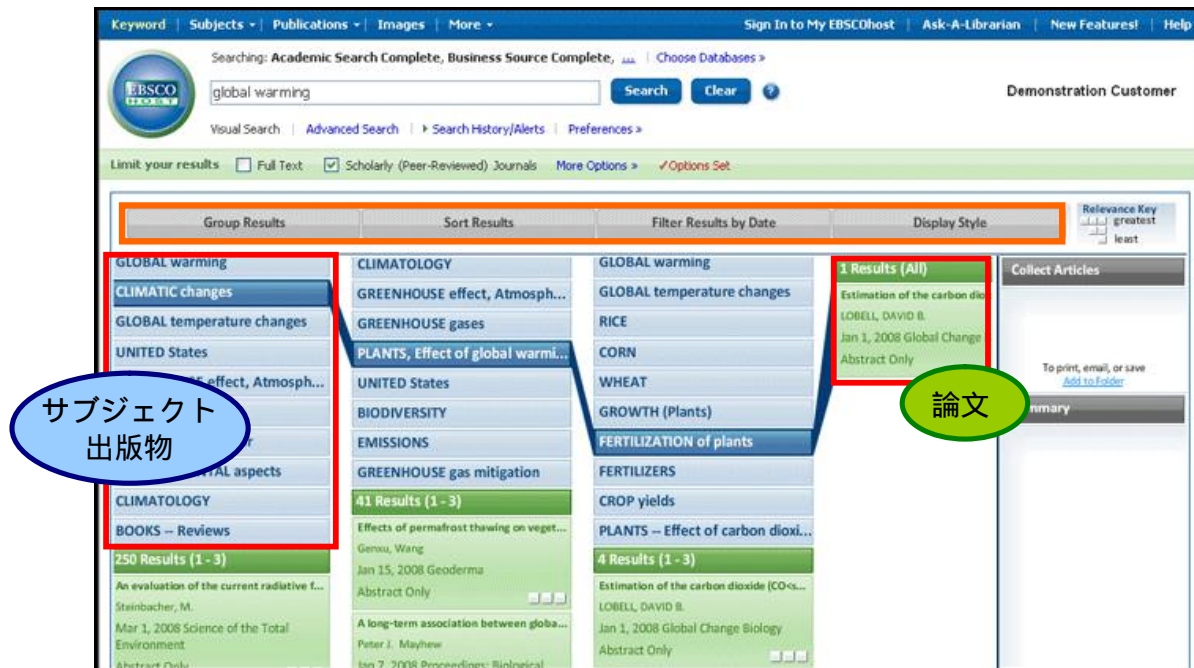 Keyword | Subjects | Publications | Images | More
Sign In to My EBSCOhost | Ask-A-Librarian | New Features! | Help
Searching: Academic Search Complete, Business Source Complete, ... | Choose Databases »
EBSCO
HOST
global warming
Search
Clear
Demonstration Customer
Visual Search | Advanced Search | Search History/Alerts | Preferences »
Limit your results
Full Text
Scholarly (Peer-Reviewed) Journals
More Options »
✓Options Set
Group Results
Sort Results
Filter Results by Date
Display Style
Relevance Key
greatest
least
GLOBAL warming
CLIMATIC changes
GLOBAL temperature changes
UNITED States
effect, Atmosph...
aspects
CLIMATOLOGY
BOOKS -- Reviews
250 Results (1 - 3)
An evaluation of the current radiative f...
Steinbacher, M.
Mar 1, 2008 Science of the Total
Environment
Abstract Only
サブジェクト
出版物
CLIMATOLOGY
GREENHOUSE effect, Atmosph...
GREENHOUSE gases
PLANTS, Effect of global warmi...
UNITED States
BIODIVERSITY
EMISSIONS
GREENHOUSE gas mitigation
41 Results (1 - 3)
Effects of permafrost thawing on veget...
Genxu, Wang
Jan 15, 2008 Geoderma
Abstract Only
A long-term association between globa...
Peter J. Mayhew
Jan 7, 2008 Proceedings: Biological
GLOBAL warming
GLOBAL temperature changes
RICE
CORN
WHEAT
GROWTH (Plants)
FERTILIZATION of plants
FERTILIZERS
CROP yields
PLANTS -- Effect of carbon dioxi...
4 Results (1 - 3)
Estimation of the carbon dioxide (CO<s...
LOBELL, DAVID B.
Jan 1, 2008 Global Change Biology
Abstract Only
1 Results (All)
Estimation of the carbon dio
LOBELL, DAVID B.
Jan 1, 2008 Global Change
Abstract Only
論文
Collect Articles
To print, email, or save
Add to Folder
mmary